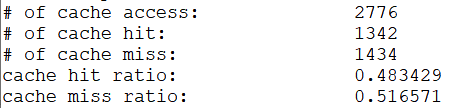 # of cache access: 2776
# of cache hit: 1342
# of cache miss: 1434
cache hit ratio: 0.483429
cache miss ratio: 0.516571